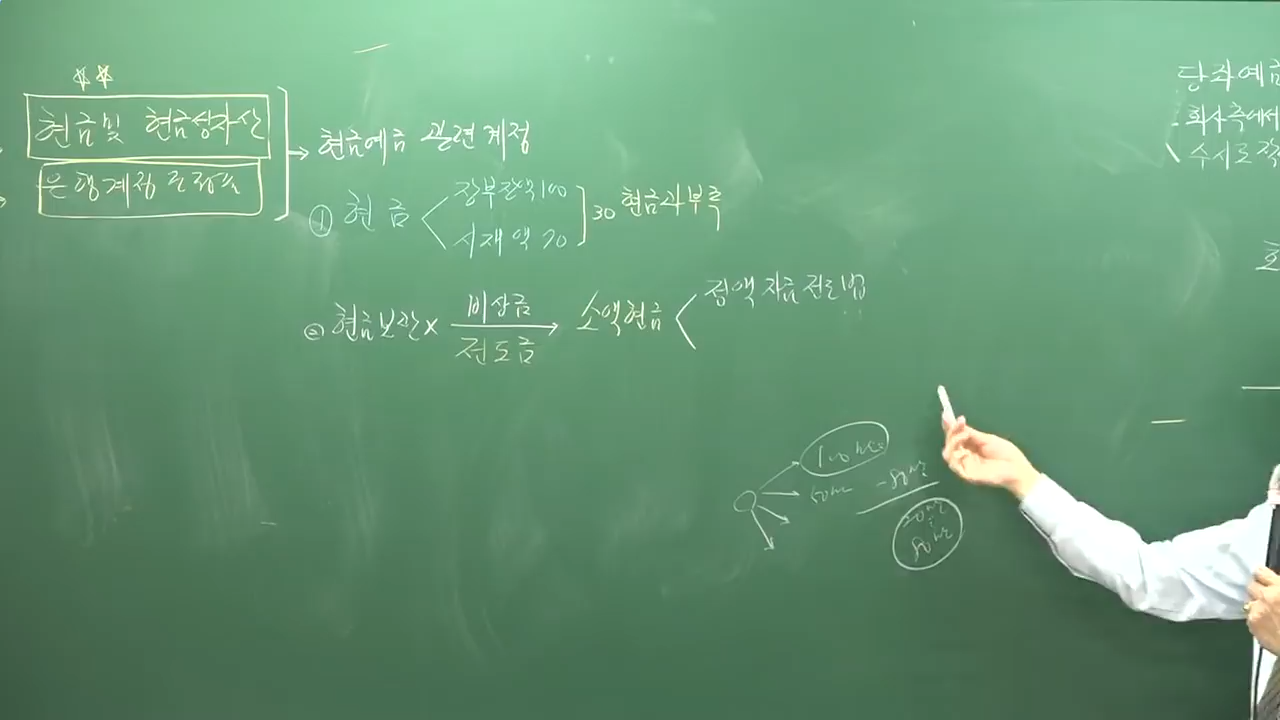 현금및 현금성자산
은행계정조정표
현금예금 관련 계정
① 현금
장부잔액100
시재액 70
30 현금과부족
② 현금보관×
비상금
전도금
소액현금
정액자금전도법
당좌예금
회사측에서
수시로